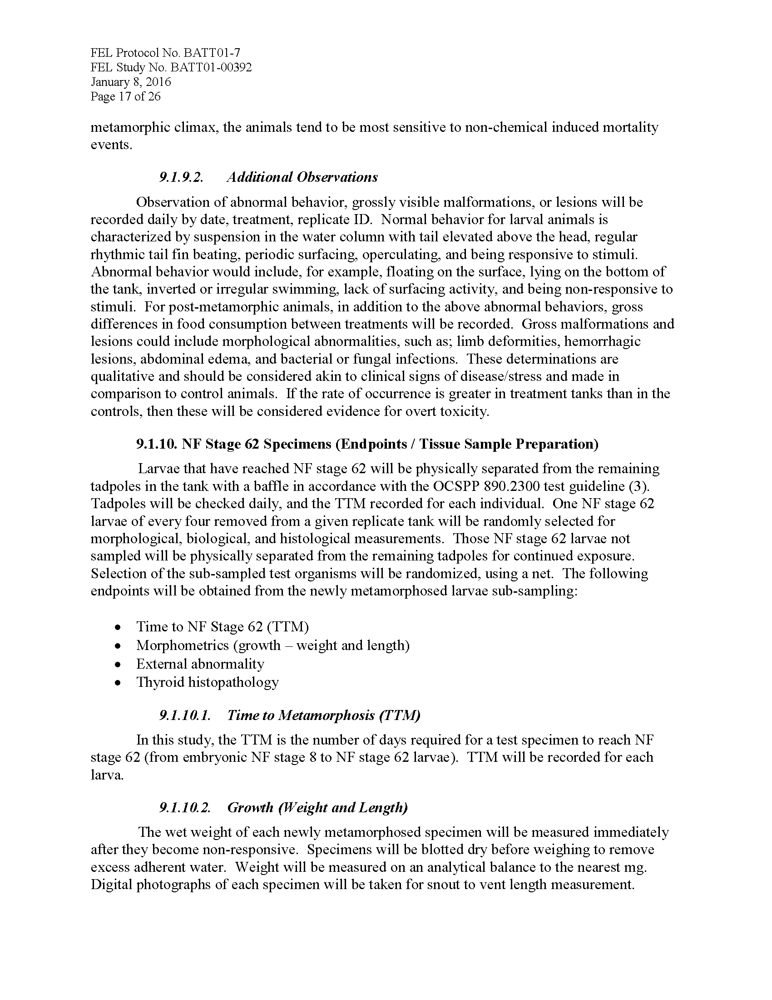 FEL Protocol No. BATT01-7
FEL Study No. BATT01-00392
January 8, 2016
Page 17 of 26
metamorphic climax, the animals tend to be most sensitive to non-chemical induced mortality
events.
9.1.9.2. Additional Observations
Observation of abnormal behavior, grossly visible malformations, or lesions will be
recorded daily by date, treatment, replicate ID. Normal behavior for larval animals is
characterized by suspension in the water column with tail elevated above the head, regular
rhythmic tail fin beating, periodic surfacing, operculating, and being responsive to stimuli.
Abnormal behavior would include, for example, floating on the surface, lying on the bottom of
the tank, inverted or irregular swimming, lack of surfacing activity, and being non-responsive to
stimuli. For post-metamorphic animals, in addition to the above abnormal behaviors, gross
differences in food consumption between treatments will be recorded. Gross malformations and
lesions could include morphological abnormalities, such as; limb deformities, hemorrhagic
lesions, abdominal edema, and bacterial or fungal infections. These determinations are
qualitative and should be considered akin to clinical signs of disease/stress and made in
comparison to control animals. If the rate of occurrence is greater in treatment tanks than in the
controls, then these will be considered evidence for overt toxicity.
9.1.10. NF Stage 62 Specimens (Endpoints / Tissue Sample Preparation)
Larvae that have reached NF stage 62 will be physically separated from the remaining
tadpoles in the tank with a baffle in accordance with the OCSPP 890.2300 test guideline (3).
Tadpoles will be checked daily, and the TTM recorded for each individual. One NF stage 62
larvae of every four removed from a given replicate tank will be randomly selected for
morphological, biological, and histological measurements. Those NF stage 62 larvae not
sampled will be physically separated from the remaining tadpoles for continued exposure.
Selection of the sub-sampled test organisms will be randomized, using a net. The following
endpoints will be obtained from the newly metamorphosed larvae sub-sampling:
• Time to NF Stage 62 (TTM)
• Morphometrics (growth – weight and length)
• External abnormality
• Thyroid histopathology
9.1.10.1. Time to Metamorphosis (TTM)
In this study, the TTM is the number of days required for a test specimen to reach NF
stage 62 (from embryonic NF stage 8 to NF stage 62 larvae). TTM will be recorded for each
larva.
9.1.10.2. Growth (Weight and Length)
The wet weight of each newly metamorphosed specimen will be measured immediately
after they become non-responsive. Specimens will be blotted dry before weighing to remove
excess adherent water. Weight will be measured on an analytical balance to the nearest mg.
Digital photographs of each specimen will be taken for snout to vent length measurement.